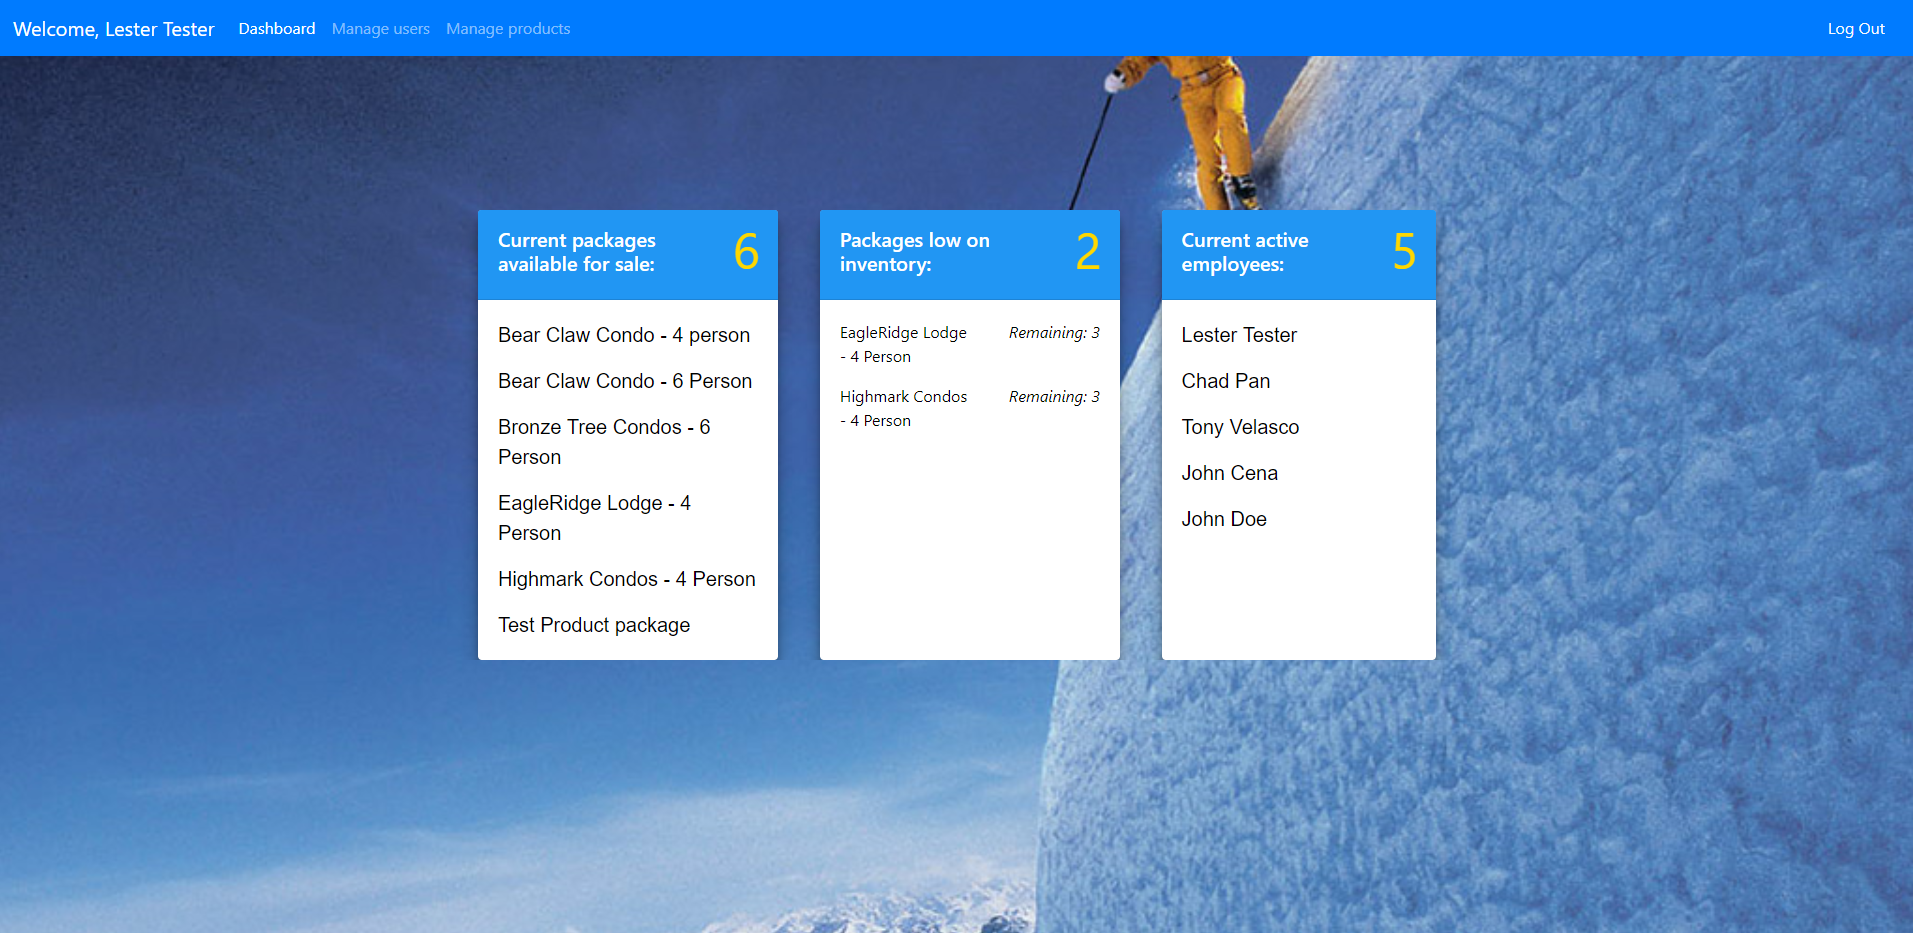 Welcome, Lester Tester Dashboard Manage users Manage products Log Out
Current packages
available for sale:
6
Bear Claw Condo - 4 person
Bear Claw Condo - 6 Person
Bronze Tree Condos - 6
Person
EagleRidge Lodge - 4
Person
Highmark Condos - 4 Person
Test Product package
Packages low on
inventory:
2
EagleRidge Lodge Remaining: 3
- 4 Person
Highmark Condos Remaining: 3
- 4 Person
Current active
employees:
5
Lester Tester
Chad Pan
Tony Velasco
John Cena
John Doe